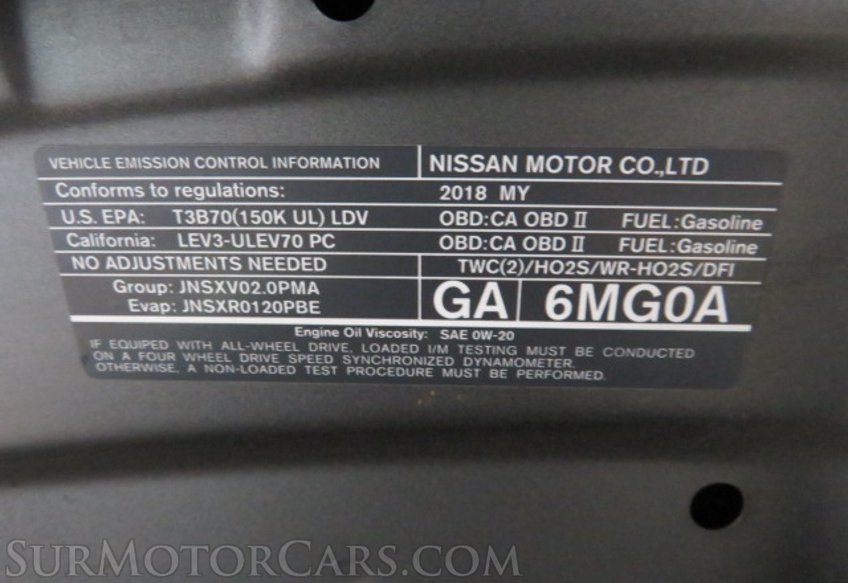 VEHICLE EMISSION CONTROL INFORMATION NISSAN MOTOR CO.,LTD
Conforms to regulations: 2018 MY
U.S. EPA: T3B70(150K UL) LDV OBD:CA OBD II FUEL:Gasoline
California: LEV3-ULEV70 PC OBD:CA OBD II FUEL:Gasoline
NO ADJUSTMENTS NEEDED TWC(2)/HO2S/WR-HO2S/DFI
Group: JNSXV02.0PMA
Evap: JNSXR0120PBE
GA 6MG0A
Engine Oil Viscosity: SAE 0W-20
IF EQUIPED WITH ALL-WHEEL DRIVE, LOADED I/M TESTING MUST BE CONDUCTED
ON A FOUR WHEEL DRIVE SPEED SYNCHRONIZED DYNAMOMETER.
OTHERWISE, A NON-LOADED TEST PROCEDURE MUST BE PERFORMED.
SURMOTORCARS.COM